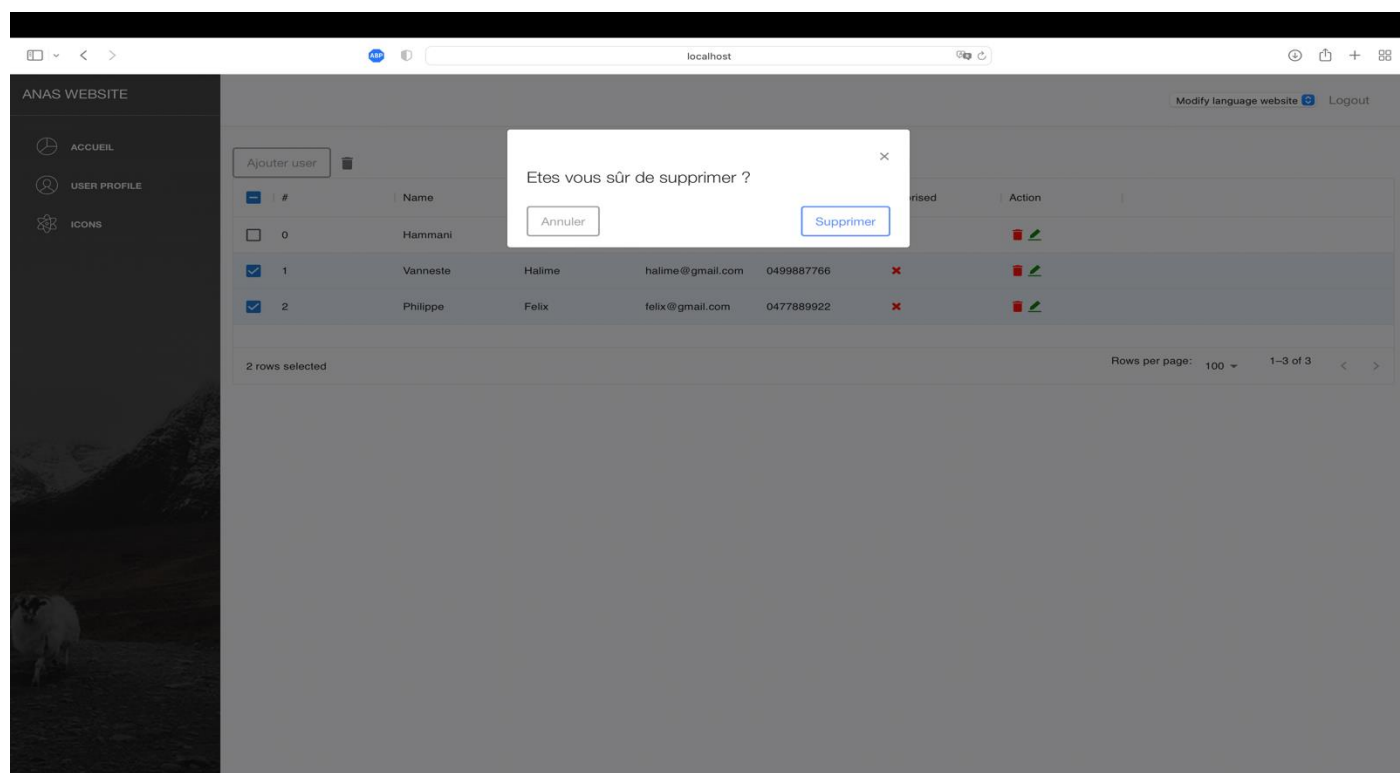 ABP
localhost
ANAS WEBSITE
Modify language website
Logout
ACCUEIL
USER PROFILE
ICONS
Ajouter user
Etes vous sûr de supprimer ?
Annuler
Supprimer
# Name rised Action
0 Hammani
1 Vanneste Halime halime@gmail.com 0499887766
2 Philippe Felix felix@gmail.com 0477889922
2 rows selected
Rows per page: 100 1–3 of 3